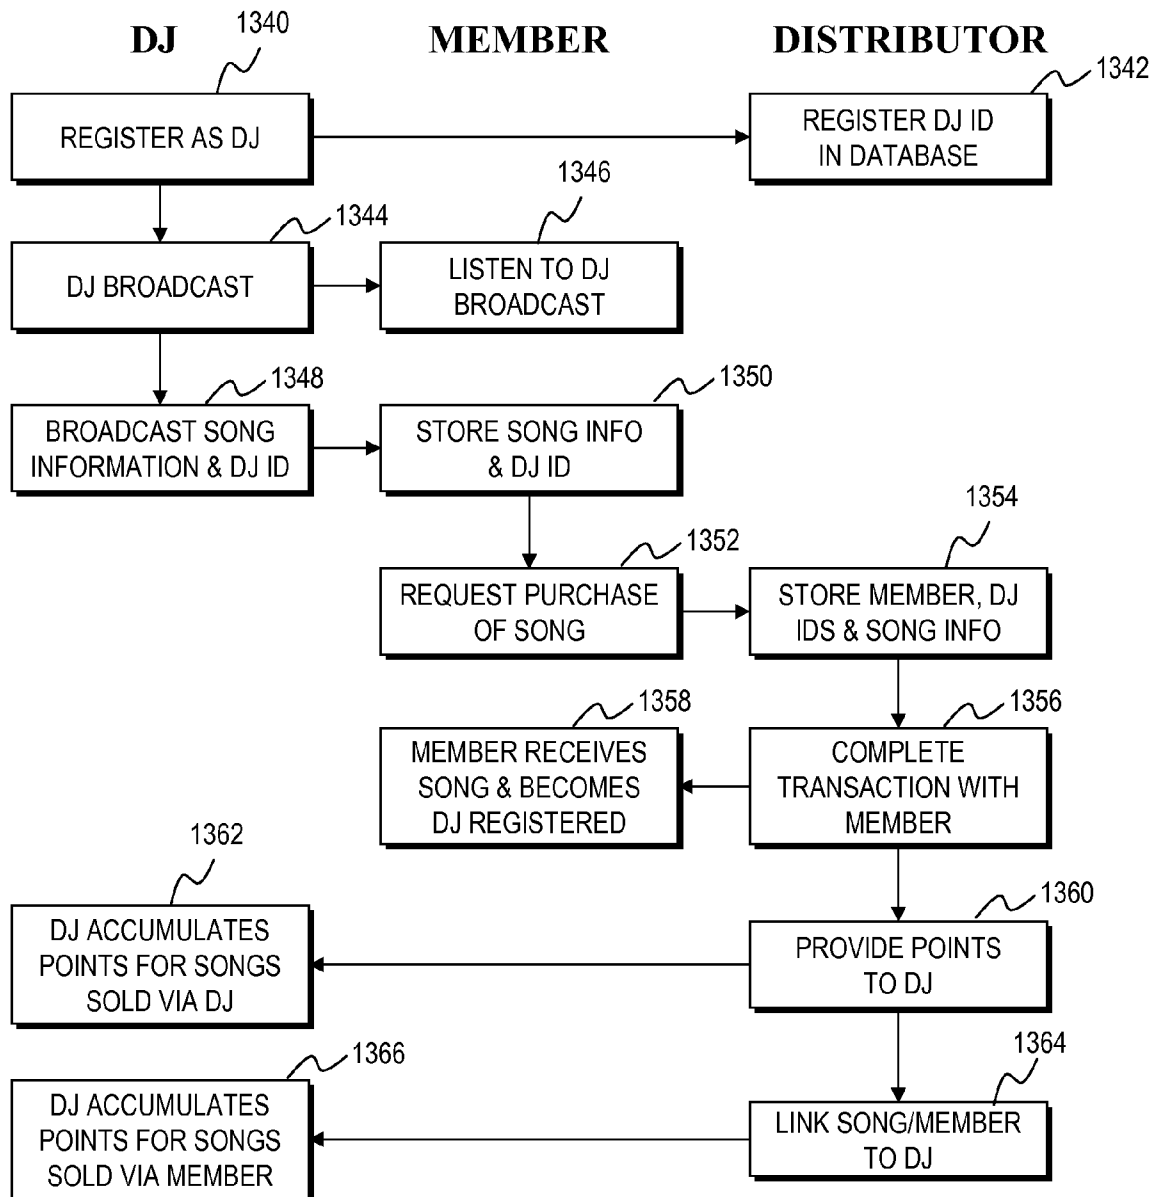 DJ
MEMBER
DISTRIBUTOR
1340
1342
REGISTER AS DJ
REGISTER DJ ID
IN DATABASE
1344
1346
DJ BROADCAST
LISTEN TO DJ
BROADCAST
1348
1350
BROADCAST SONG
INFORMATION & DJ ID
STORE SONG INFO
& DJ ID
1352
1354
REQUEST PURCHASE
OF SONG
STORE MEMBER, DJ
IDS & SONG INFO
1358
1356
MEMBER RECEIVES
SONG & BECOMES
DJ REGISTERED
COMPLETE
TRANSACTION WITH
MEMBER
1362
1360
DJ ACCUMULATES
POINTS FOR SONGS
SOLD VIA DJ
PROVIDE POINTS
TO DJ
1366
1364
DJ ACCUMULATES
POINTS FOR SONGS
SOLD VIA MEMBER
LINK SONG/MEMBER
TO DJ